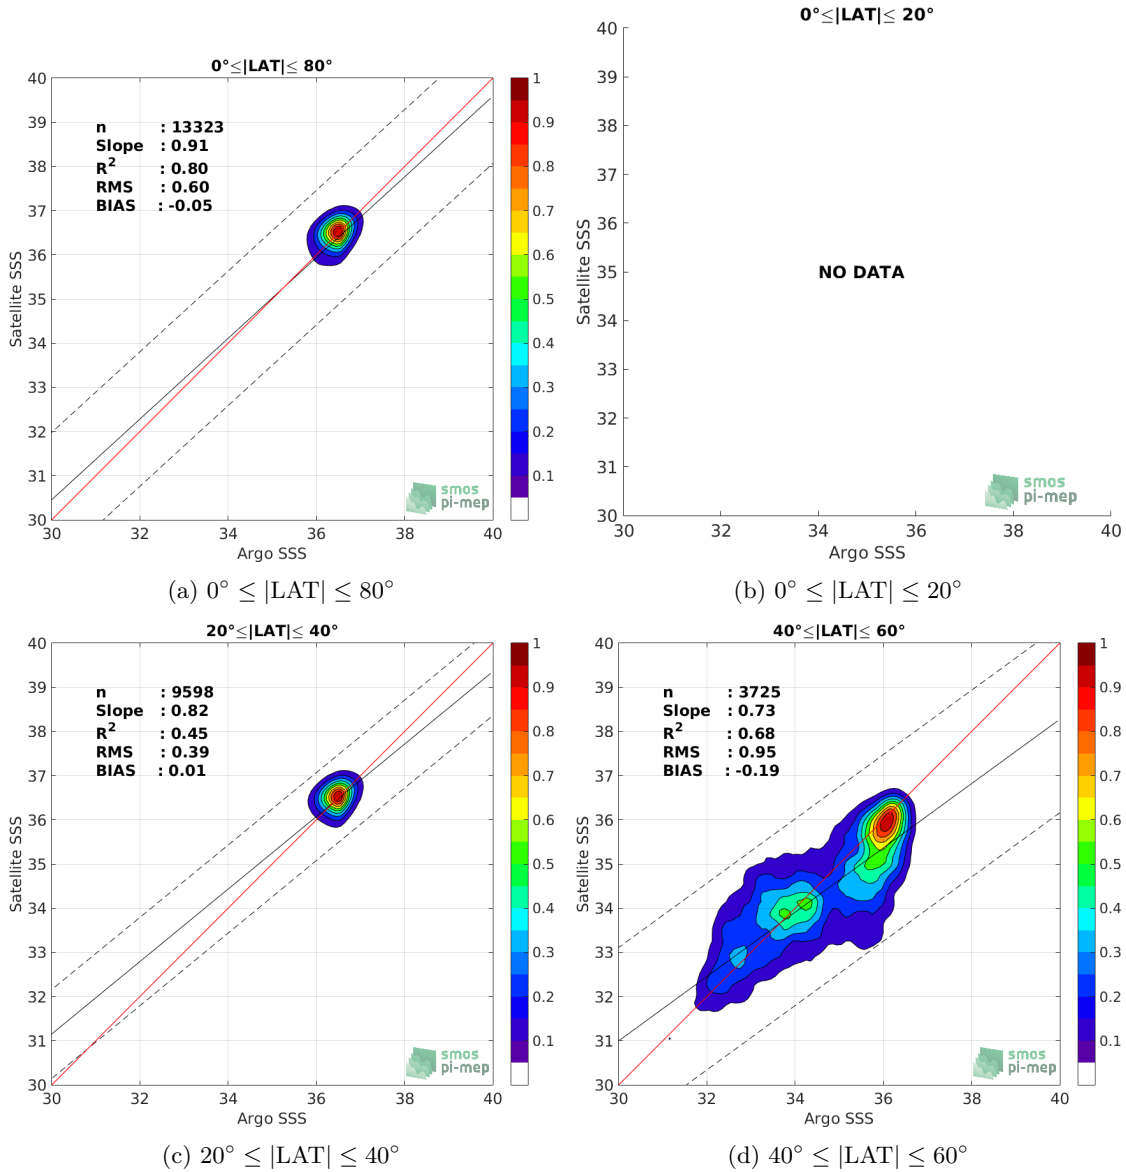 0°≤|LAT|≤ 80°
40
39
38
37
36
35
34
33
32
31
30
Satellite SSS
n : 13323
Slope : 0.91
R² : 0.80
RMS : 0.60
BIAS : -0.05
1
0.9
0.8
0.7
0.6
0.5
0.4
0.3
0.2
0.1
smos
pi-mep
30 32 34 36 38 40
Argo SSS
(a) 0° ≤ |LAT| ≤ 80°
0°≤|LAT|≤ 20°
40
39
38
37
36
35
34
33
32
31
30
Satellite SSS
NO DATA
smos
pi-mep
30 32 34 36 38 40
Argo SSS
(b) 0° ≤ |LAT| ≤ 20°
20°≤|LAT|≤ 40°
40
39
38
37
36
35
34
33
32
31
30
Satellite SSS
n : 9598
Slope : 0.82
R² : 0.45
RMS : 0.39
BIAS : 0.01
1
0.9
0.8
0.7
0.6
0.5
0.4
0.3
0.2
0.1
smos
pi-mep
30 32 34 36 38 40
Argo SSS
(c) 20° ≤ |LAT| ≤ 40°
40°≤|LAT|≤ 60°
40
39
38
37
36
35
34
33
32
31
30
Satellite SSS
n : 3725
Slope : 0.73
R² : 0.68
RMS : 0.95
BIAS : -0.19
1
0.9
0.8
0.7
0.6
0.5
0.4
0.3
0.2
0.1
smos
pi-mep
30 32 34 36 38 40
Argo SSS
(d) 40° ≤ |LAT| ≤ 60°